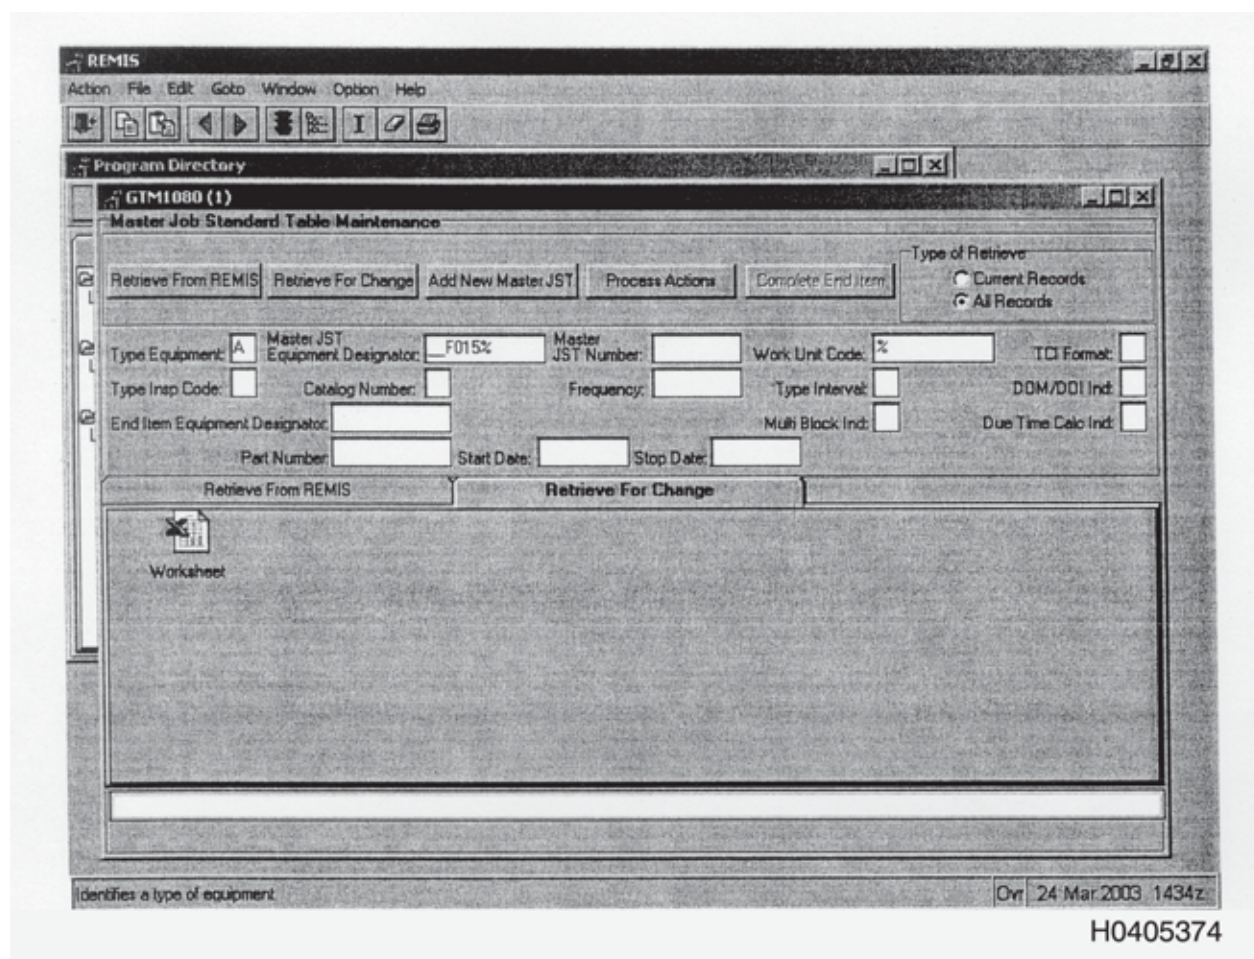 REMIS
Action File Edit Goto Window Option Help
Program Directory
GTM1080 (1)
Master Job Standard Table Maintenance
Type of Retrieve
Retrieve From REMIS Retrieve For Change Add New Master JST Process Actions Complete End Item Current Records
All Records
Type Equipment: A Master JST Equipment Designator: __F015% Master JST Number: Work Unit Code: % TCI Format:
Type Insp Code: Catalog Number: Frequency: Type Interval: DOM/DOI Ind:
End Item Equipment Designator: Multi Block Ind: Due Time Calc Ind:
Part Number: Start Date: Stop Date:
Retrieve From REMIS Retrieve For Change
Worksheet
Identifies a type of equipment Ovr 24 Mar 2003 1434z
H0405374